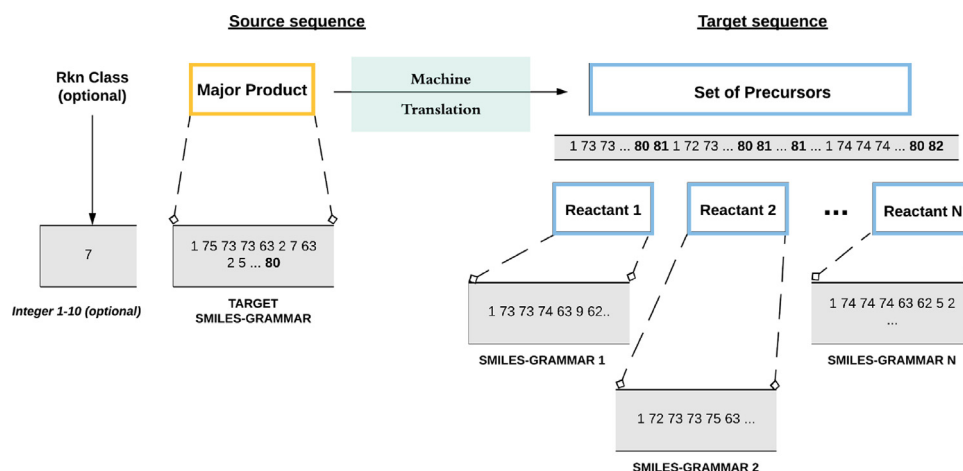 Source sequence
Target sequence
Rkn Class
(optional)
Major Product
Machine
Translation
Set of Precursors
1 73 73 ... 80 81 1 72 73 ... 80 81 ... 81 ... 1 74 74 74 ... 80 82
Reactant 1
Reactant 2
...
Reactant N
7
1 75 73 73 63 2 7 63
2 5 ... 80
Integer 1-10 (optional)
TARGET
SMILES-GRAMMAR
1 73 73 74 63 9 62..
1 74 74 74 63 62 5 2
...
SMILES-GRAMMAR 1
SMILES-GRAMMAR N
1 72 73 73 75 63 ...
SMILES-GRAMMAR 2